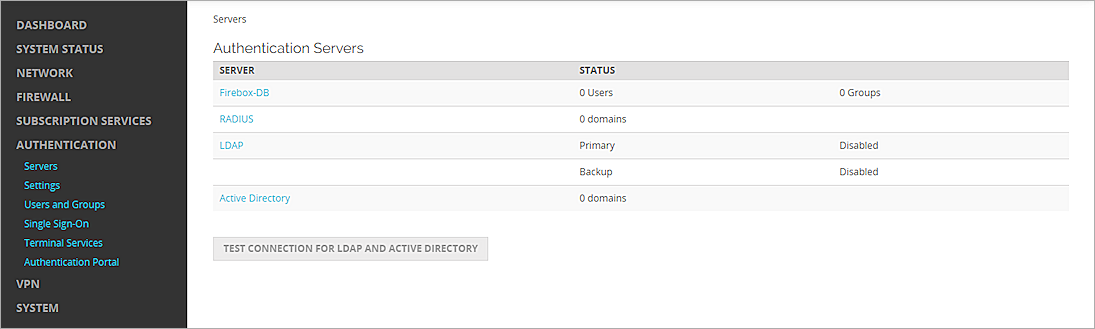 DASHBOARD
SYSTEM STATUS
NETWORK
FIREWALL
SUBSCRIPTION SERVICES
AUTHENTICATION
Servers
Settings
Users and Groups
Single Sign-On
Terminal Services
Authentication Portal
VPN
SYSTEM
Servers
Authentication Servers
SERVER STATUS
Firebox-DB 0 Users 0 Groups
RADIUS 0 domains
LDAP Primary Disabled
Backup Disabled
Active Directory 0 domains
TEST CONNECTION FOR LDAP AND ACTIVE DIRECTORY